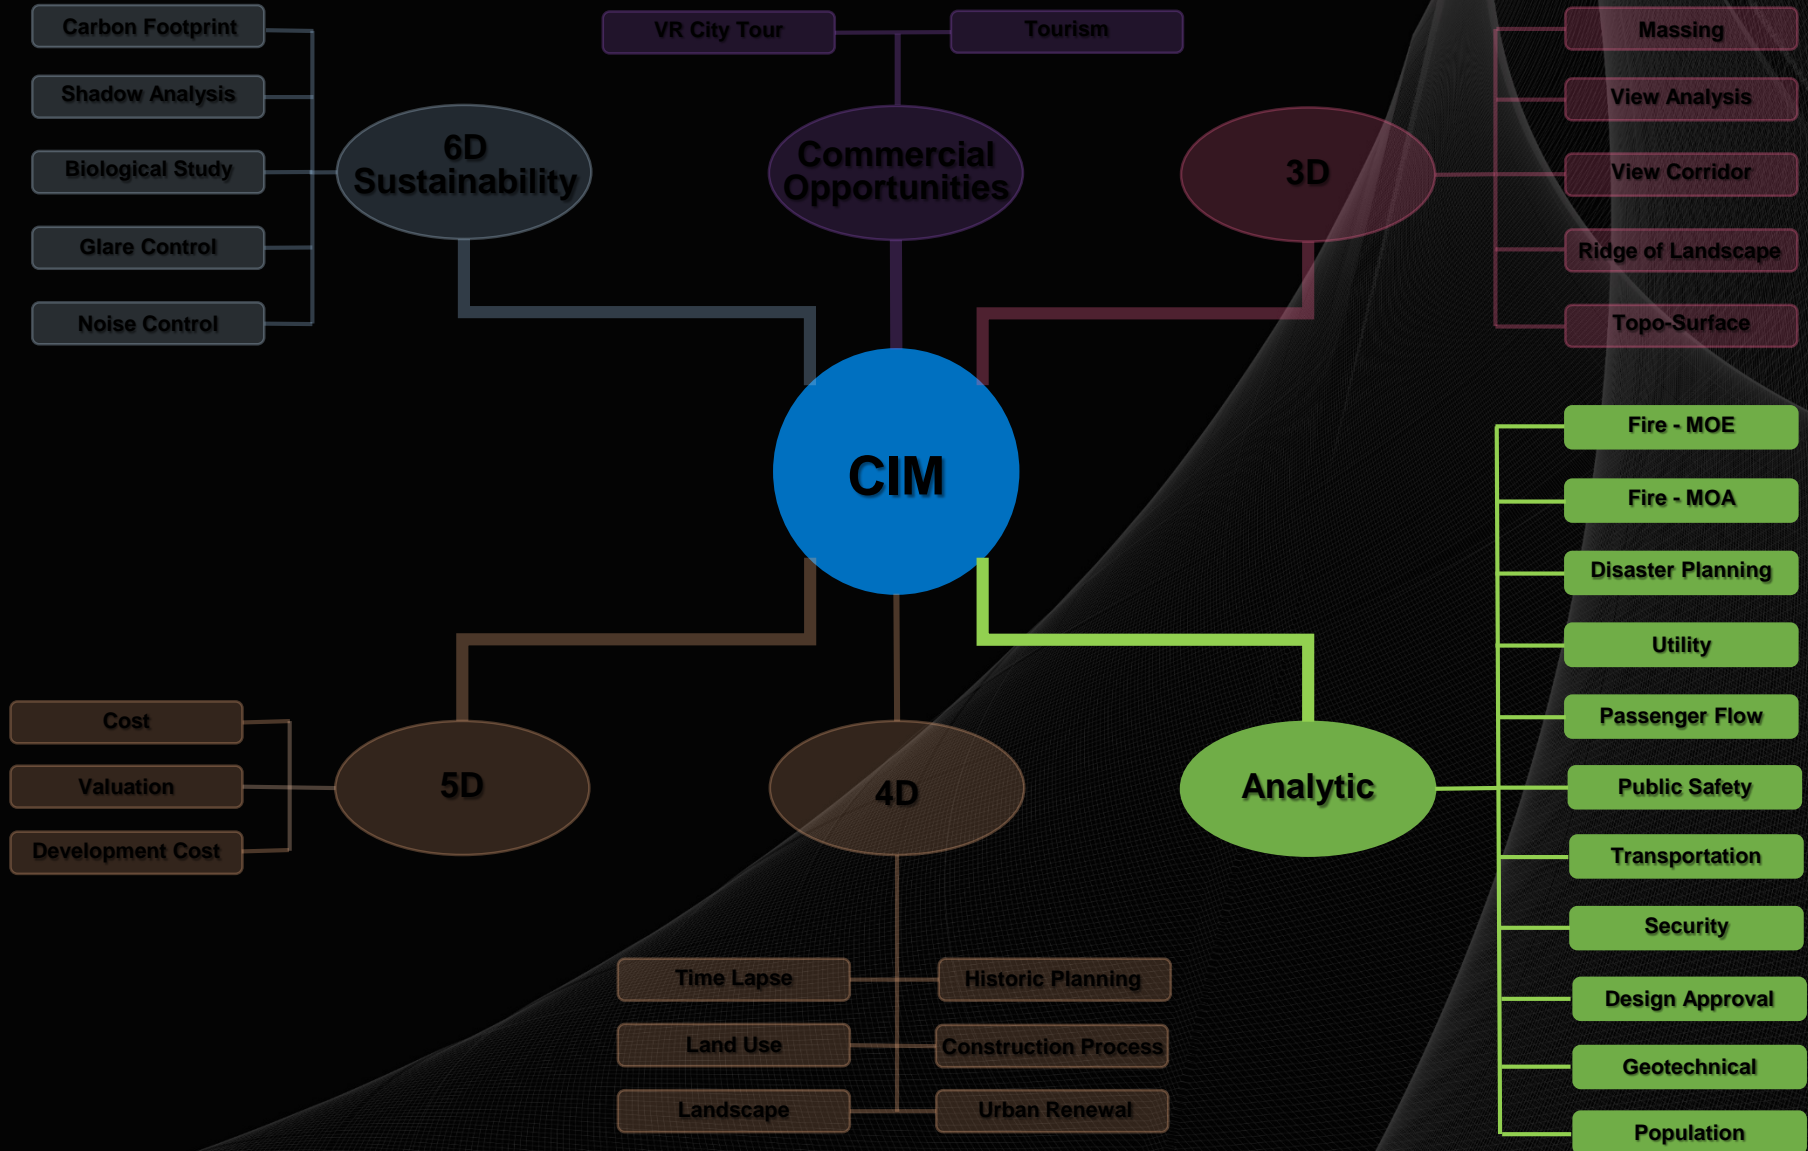 Carbon Footprint
Shadow Analysis
Biological Study
Glare Control
Noise Control
6D
Sustainability
VR City Tour
Tourism
Commercial
Opportunities
3D
Massing
View Analysis
View Corridor
Ridge of Landscape
Topo-Surface
CIM
Cost
Valuation
Development Cost
5D
4D
Time Lapse
Historic Planning
Land Use
Construction Process
Landscape
Urban Renewal
Analytic
Fire - MOE
Fire - MOA
Disaster Planning
Utility
Passenger Flow
Public Safety
Transportation
Security
Design Approval
Geotechnical
Population